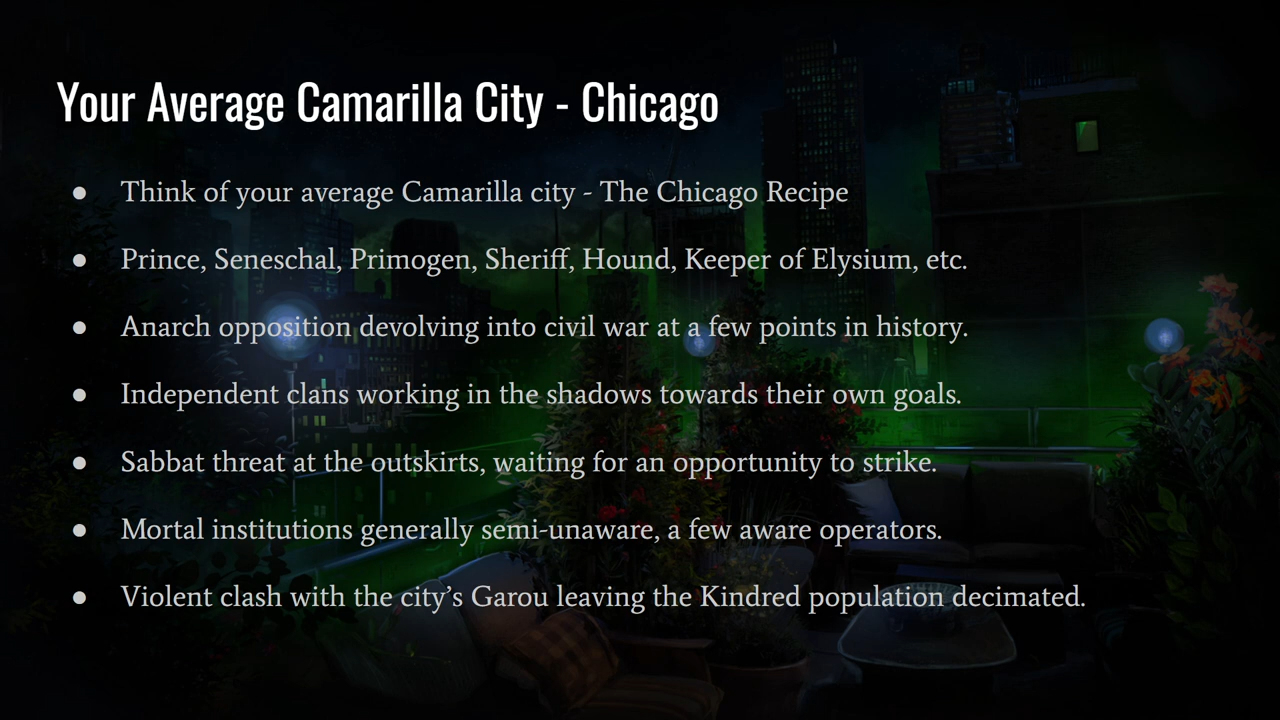 Your Average Camarilla City - Chicago
● Think of your average Camarilla city - The Chicago Recipe
● Prince, Seneschal, Primogen, Sheriff, Hound, Keeper of Elysium, etc.
● Anarch opposition devolving into civil war at a few points in history.
● Independent clans working in the shadows towards their own goals.
● Sabbat threat at the outskirts, waiting for an opportunity to strike.
● Mortal institutions generally semi-unaware, a few aware operators.
● Violent clash with the city’s Garou leaving the Kindred population decimated.